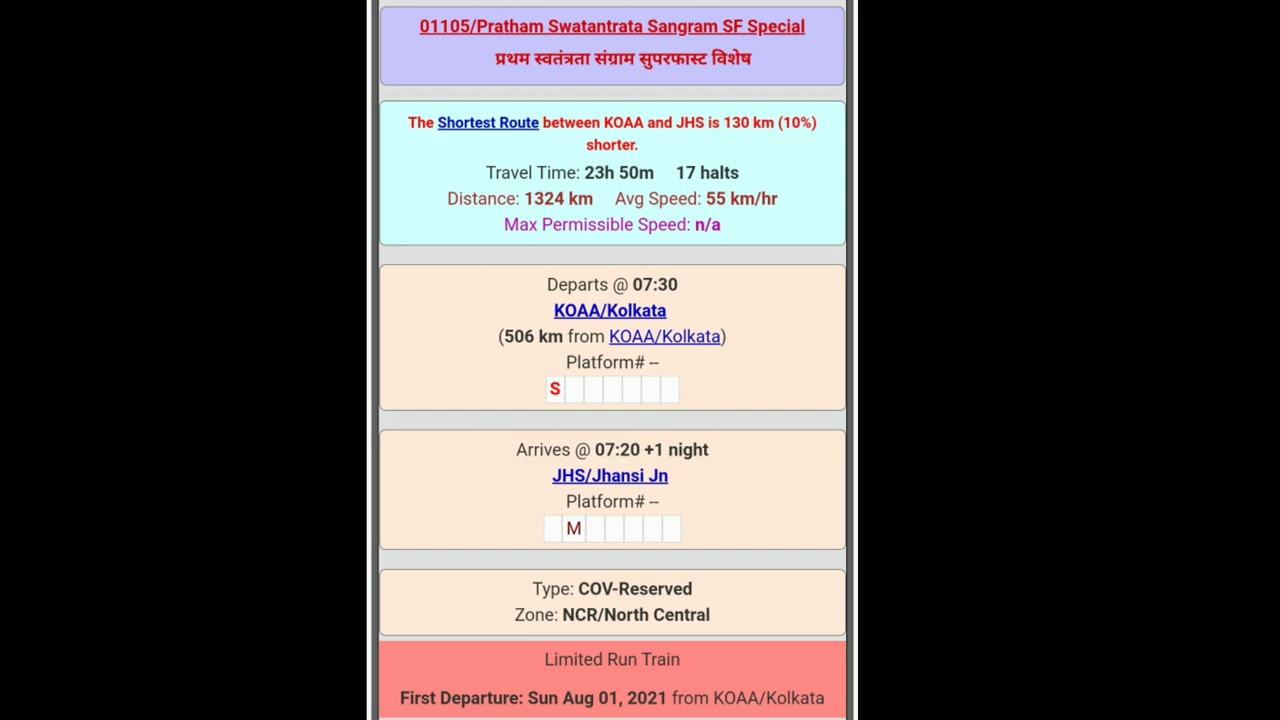 01105/Pratham Swatantrata Sangram SF Special
प्रथम स्वतंत्रता संग्राम सुपरफास्ट विशेष
The Shortest Route between KOAA and JHS is 130 km (10%)
shorter.
Travel Time: 23h 50m 17 halts
Distance: 1324 km Avg Speed: 55 km/hr
Max Permissible Speed: n/a
Departs @ 07:30
KOAA/Kolkata
(506 km from KOAA/Kolkata)
Platform# --
S
Arrives @ 07:20 +1 night
JHS/Jhansi Jn
Platform# --
M
Type: COV-Reserved
Zone: NCR/North Central
Limited Run Train
First Departure: Sun Aug 01, 2021 from KOAA/Kolkata